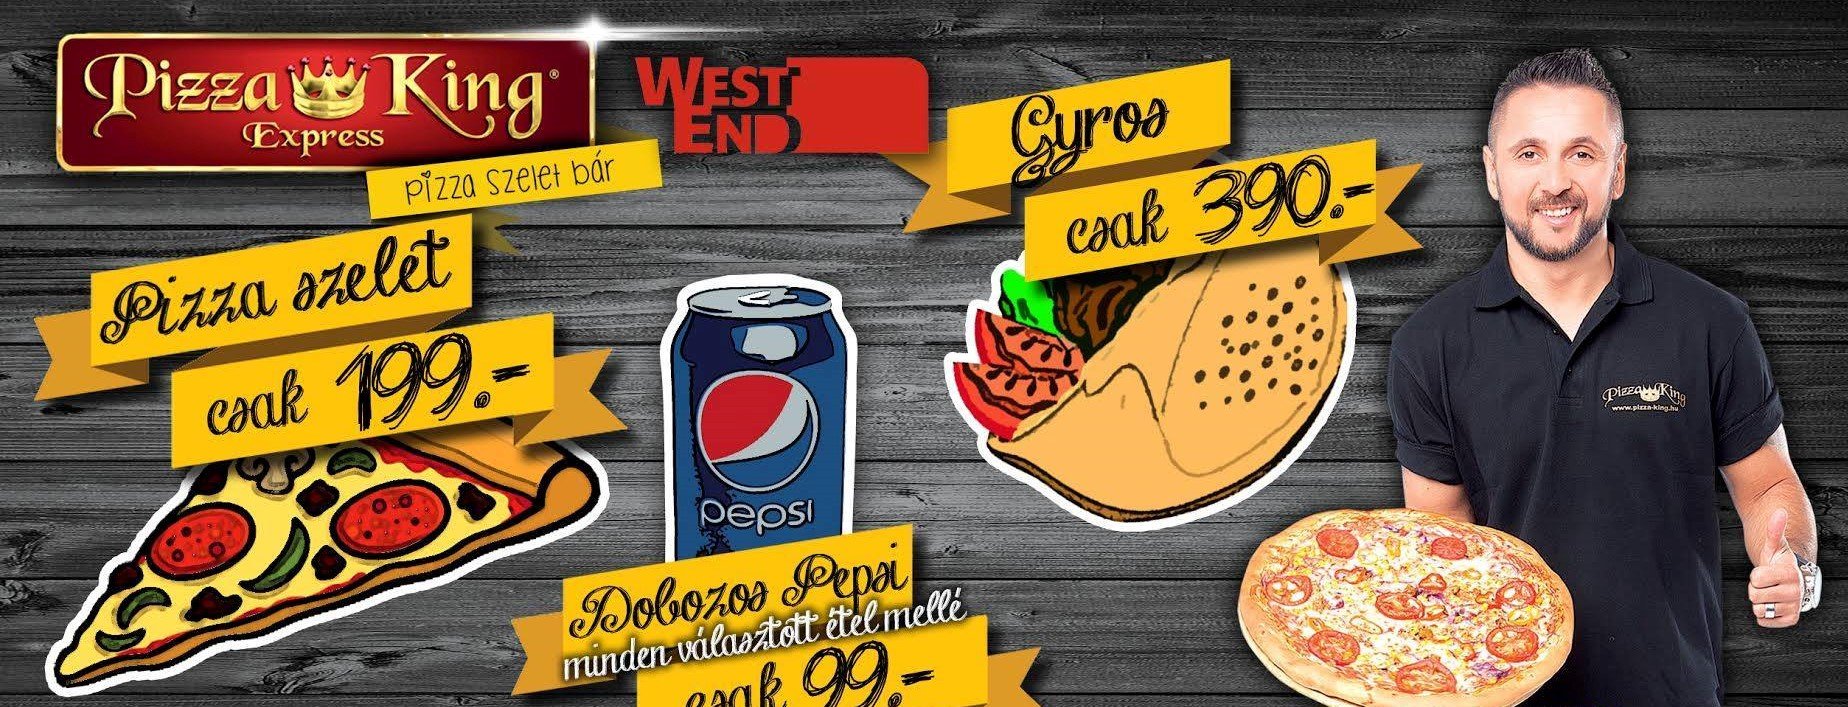 Pizza King®
Express
pizza szelet bár
WEST
END
Pizza szelet
csak 199.-
Gyros
csak 390.-
pepsi
Dobozos Pepsi
minden választott étel mellé
csak 99.-
Pizza King
www.pizza-king.hu